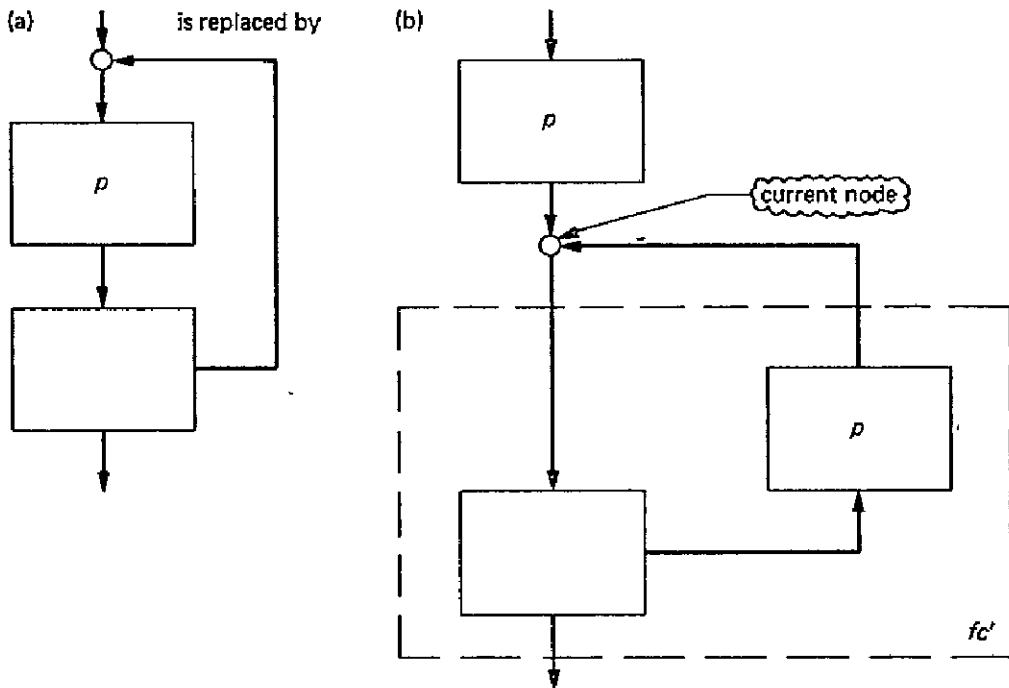 (a) is replaced by (b)
p
p
current node
p
fc'